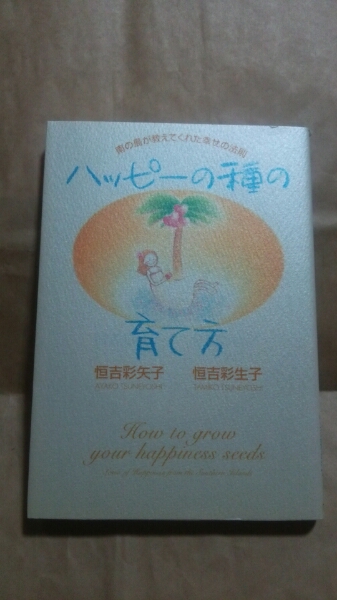 南の島が教えてくれた幸せの法則
ハッピーの種の
育て方
恒吉彩矢子 恒吉彩生子
AYAKO TSUNEYOSHI
How to grow
your happiness seeds